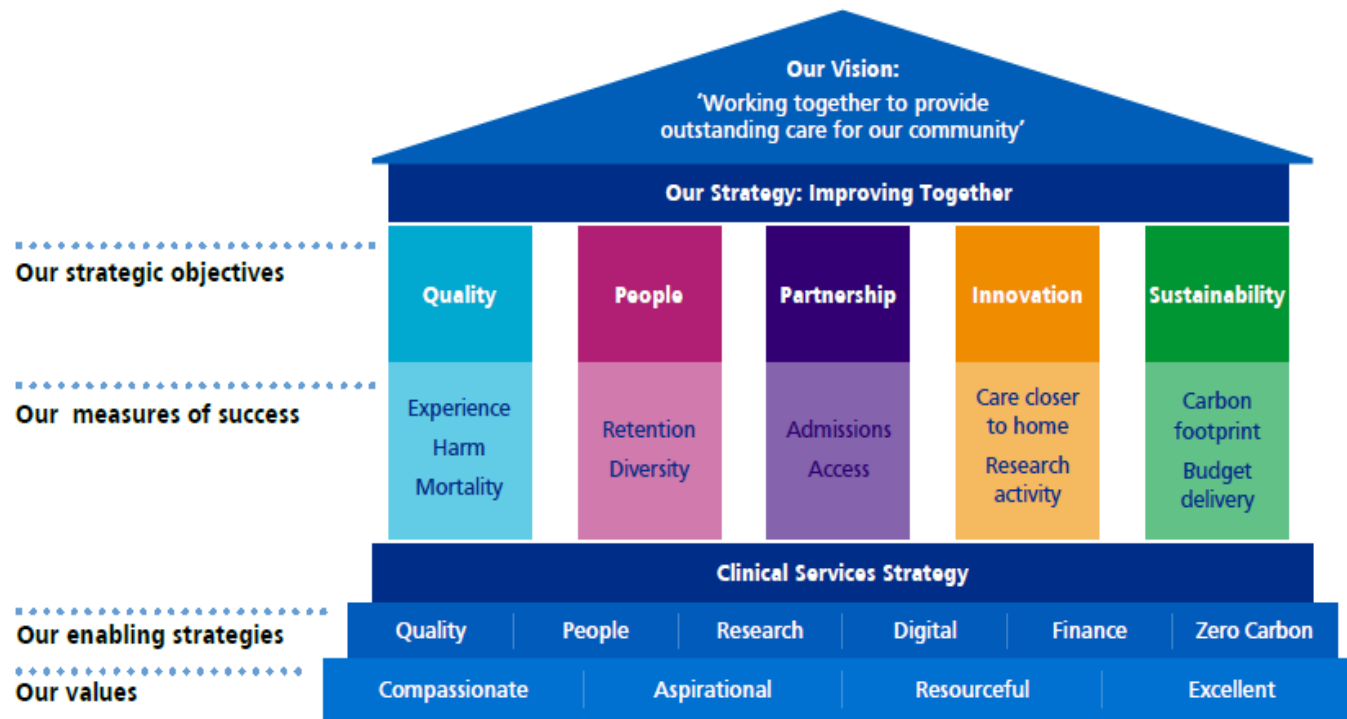 Our Vision:
‘Working together to provide
outstanding care for our community’
Our Strategy: Improving Together
Our strategic objectives
Quality
People
Partnership
Innovation
Sustainability
Our measures of success
Experience
Harm
Mortality
Retention
Diversity
Admissions
Access
Care closer
to home
Research
activity
Carbon
footprint
Budget
delivery
Clinical Services Strategy
Our enabling strategies
Quality
People
Research
Digital
Finance
Zero Carbon
Our values
Compassionate
Aspirational
Resourceful
Excellent